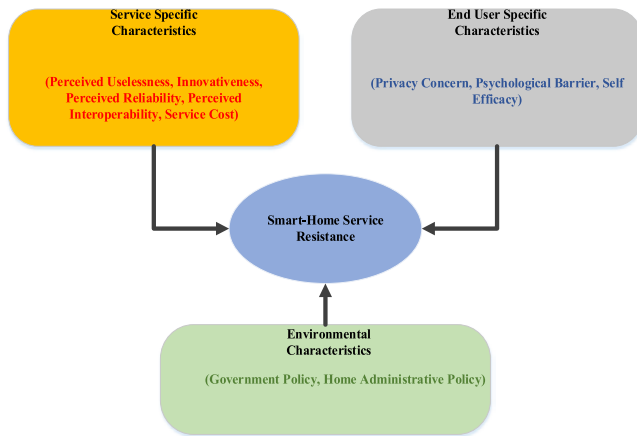 Service Specific
Characteristics
(Perceived Uselessness, Innovativeness,
Perceived Reliability, Perceived
Interoperability, Service Cost)
End User Specific
Characteristics
(Privacy Concern, Psychological Barrier, Self
Efficacy)
Smart-Home Service
Resistance
Environmental
Characteristics
(Government Policy, Home Administrative Policy)